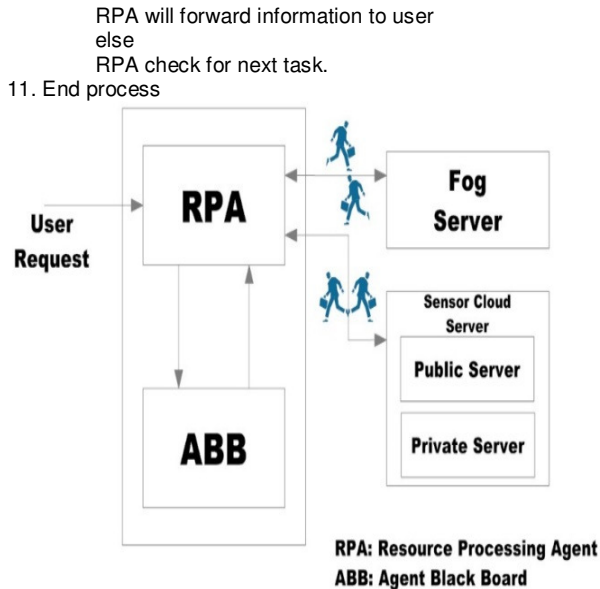 RPA will forward information to user
else
RPA check for next task.
11. End process
RPA
Fog
Server
User
Request
Sensor Cloud
Server
Public Server
ABB
Private Server
RPA: Resource Processing Agent
ABB: Agent Black Board